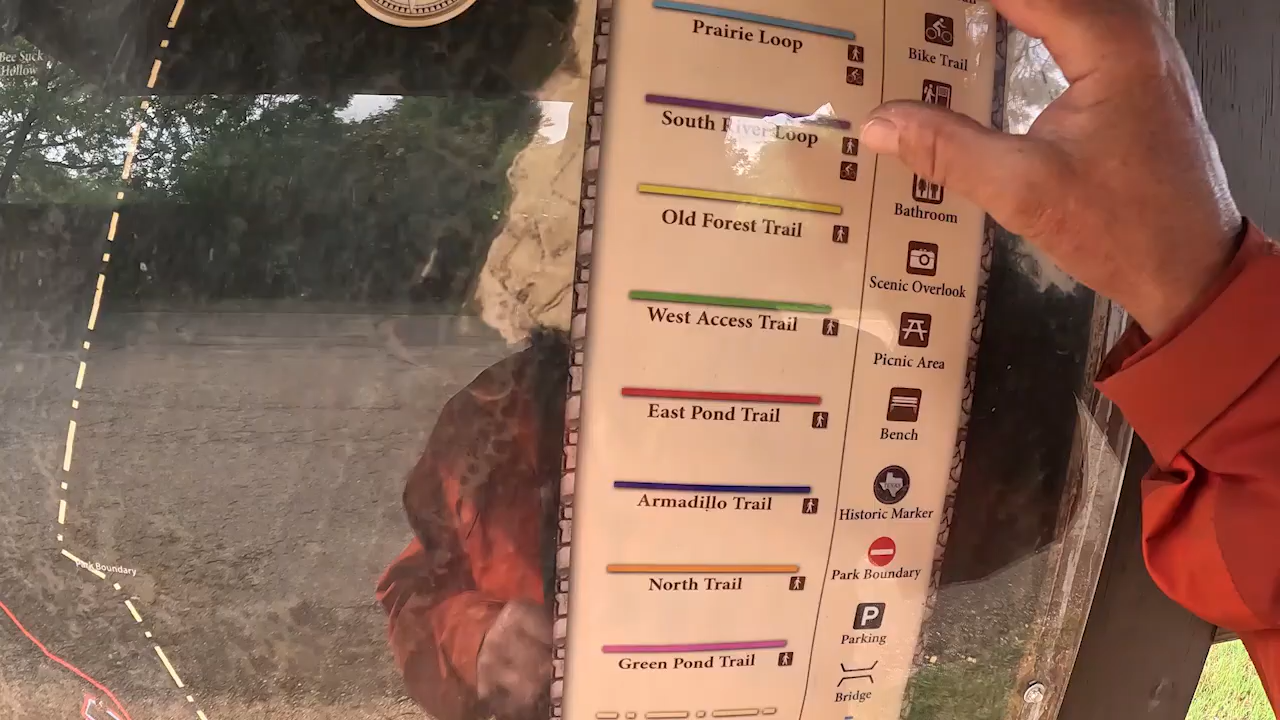 Bee Suck
Hollow
Park Boundary
Prairie Loop
South River Loop
Old Forest Trail
West Access Trail
East Pond Trail
Armadillo Trail
North Trail
Green Pond Trail
Bike Trail
Bathroom
Scenic Overlook
Picnic Area
Bench
TEXAS
Historic Marker
Park Boundary
P
Parking
Bridge